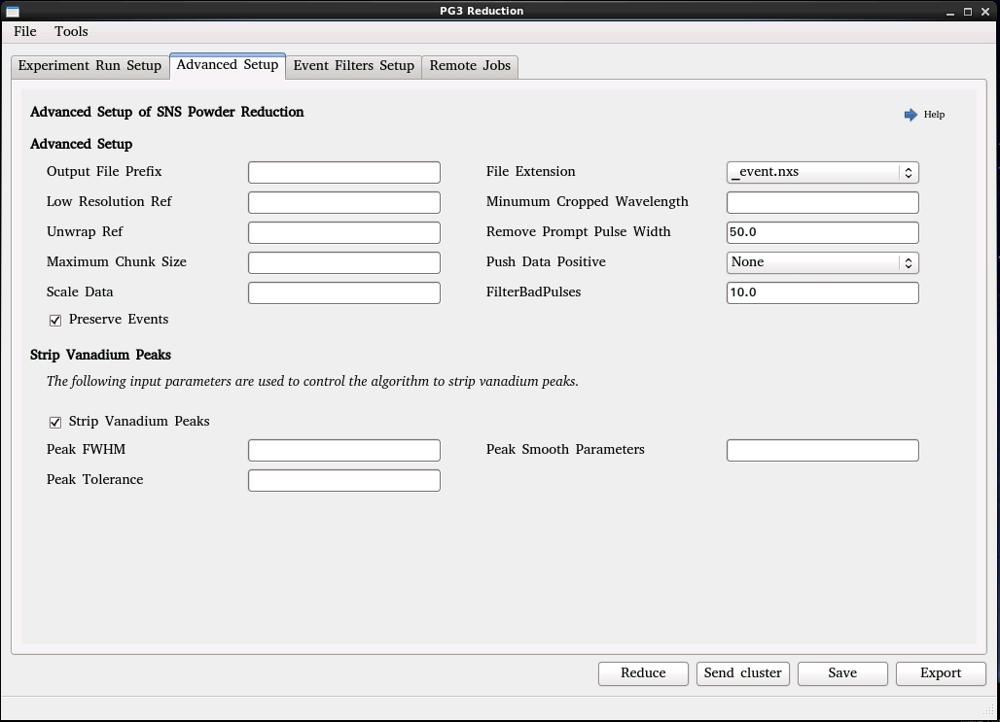 PG3 Reduction
File Tools
Experiment Run Setup Advanced Setup Event Filters Setup Remote Jobs
Advanced Setup of SNS Powder Reduction Help
Advanced Setup
Output File Prefix File Extension _event.nxs
Low Resolution Ref Minumum Cropped Wavelength
Unwrap Ref Remove Prompt Pulse Width 50.0
Maximum Chunk Size Push Data Positive None
Scale Data FilterBadPulses 10.0
Preserve Events
Strip Vanadium Peaks
The following input parameters are used to control the algorithm to strip vanadium peaks.
Strip Vanadium Peaks
Peak FWHM Peak Smooth Parameters
Peak Tolerance
Reduce Send cluster Save Export